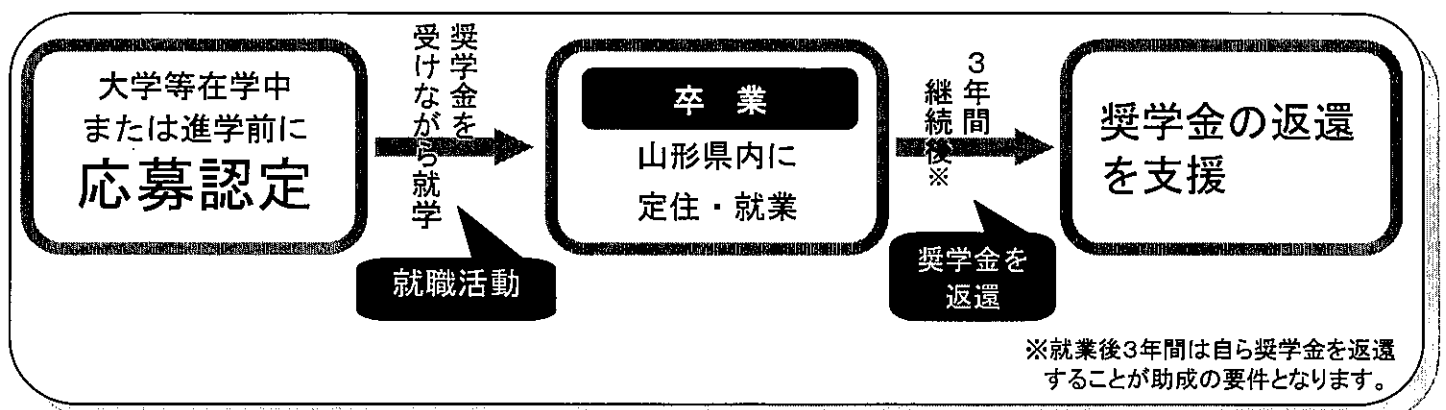 大学等在学中
または進学前に
応募認定
奨学金を
受けながら就学
就職活動
卒業
山形県内に
定住・就業
3年間
継続後※
奨学金を
返還
奨学金の返還
を支援
※就業後3年間は自ら奨学金を返還
することが助成の要件となります。